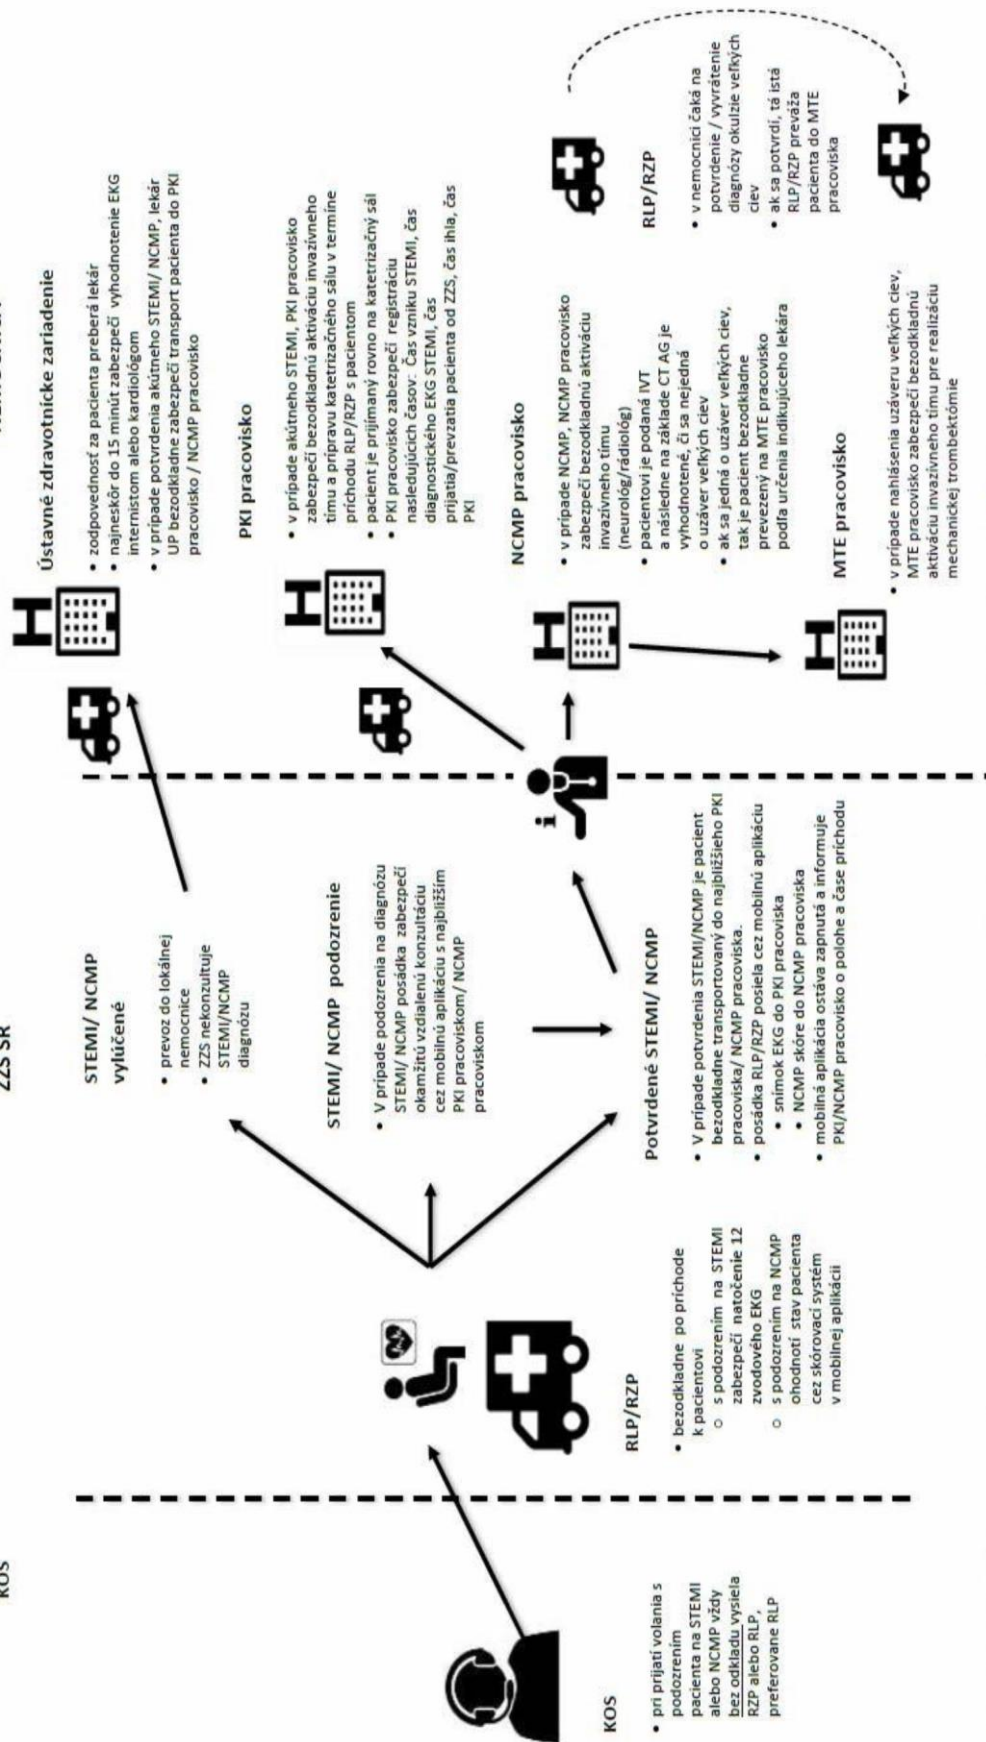 KOS
ZZS SR
KOS
• pri prijatí volania s
podozrením
pacienta na STEMI
alebo NCMP vždy
bez odkladu vysiela
RZP alebo RLP,
preferovane RLP
RLP/RZP
• bezodkladne po príchode
k pacientovi
○ s podozrením na STEMI
zabezpečí natočenie 12
zvodového EKG
○ s podozrením na NCMP
ohodnotí stav pacienta
cez skórovací systém
v mobilnej aplikácii
STEMI/ NCMP
vylúčené
• prevoz do lokálnej
nemocnice
• ZZS nekonzultuje
STEMI/NCMP
diagnózu
STEMI/ NCMP podozrenie
• V prípade podozrenia na diagnózu
STEMI/ NCMP posádka zabezpečí
okamžitú vzdialenú konzultáciu
cez mobilnú aplikáciu s najbližším
PKI pracoviskom/ NCMP
pracoviskom
Potvrdené STEMI/ NCMP
• V prípade potvrdenia STEMI/NCMP je pacient
bezodkladne transportovaný do najbližšieho PKI
pracoviska/ NCMP pracoviska.
• posádka RLP/RZP posiela cez mobilnú aplikáciu
• snímok EKG do PKI pracoviska
• NCMP skóre do NCMP pracoviska
• mobilná aplikácia ostáva zapnutá a informuje
PKI/NCMP pracovisko o polohe a čase príchodu
i
H
Ústavné zdravotnícke zariadenie
• zodpovednosť za pacienta preberá lekár
• najneskôr do 15 minút zabezpečí vyhodnotenie EKG
internistom alebo kardiológom
• v prípade potvrdenia akútneho STEMI/ NCMP, lekár
UP bezodkladne zabezpečí transport pacienta do PKI
pracovisko / NCMP pracovisko
H
PKI pracovisko
• v prípade akútneho STEMI, PKI pracovisko
zabezpečí bezodkladnú aktiváciu invazívneho
tímu a prípravu katetrizačného sálu v termíne
príchodu RLP/RZP s pacientom
• pacient je prijímaný rovno na katetrizačný sál
• PKI pracovisko zabezpečí registráciu
nasledujúcich časov: Čas vzniku STEMI, čas
diagnostického EKG STEMI, čas
prijatia/prevzatia pacienta od ZZS, čas ihla, čas
PKI
H
NCMP pracovisko
• v prípade NCMP, NCMP pracovisko
zabezpečí bezodkladnú aktiváciu
invazívneho tímu
(neurológ/rádiológ)
• pacientovi je podaná IVT
a následne na základe CT AG je
vyhodnotené, či sa nejedná
o uzáver veľkých ciev
• ak sa jedná o uzáver veľkých ciev,
tak je pacient bezodkladne
prevezený na MTE pracovisko
podľa určenia indikujúceho lekára
H
MTE pracovisko
• v prípade nahlásenia uzáveru veľkých ciev,
MTE pracovisko zabezpečí bezodkladnú
aktiváciu invazívneho tímu pre realizáciu
mechanickej trombektómie
RLP/RZP
• v nemocnici čaká na
potvrdenie / vyvrátenie
diagnózy okulzie veľkých
ciev
• ak sa potvrdí, tá istá
RLP/RZP preváža
pacienta do MTE
pracoviska